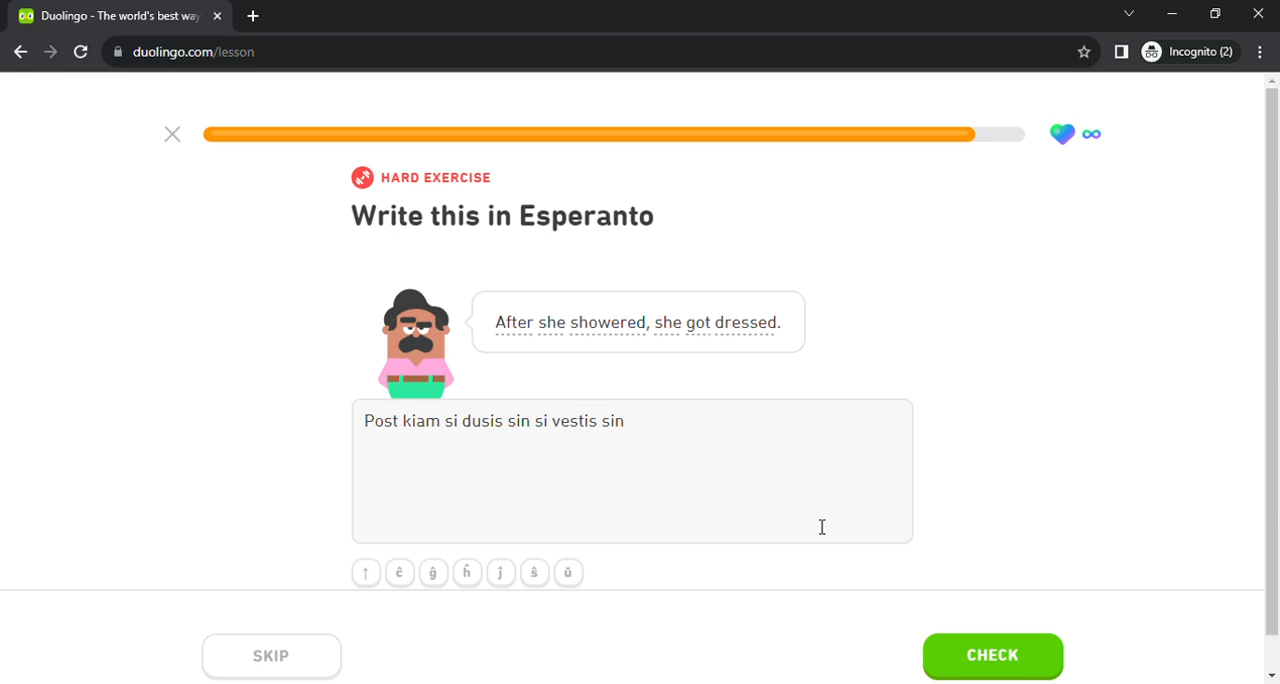 Duolingo - The world's best way
duolingo.com/lesson
Incognito (2)
HARD EXERCISE
Write this in Esperanto
After she showered, she got dressed.
Post kiam si dusis sin si vestis sin
↑ ĉ ĝ ĥ ĵ ŝ ŭ
SKIP
CHECK